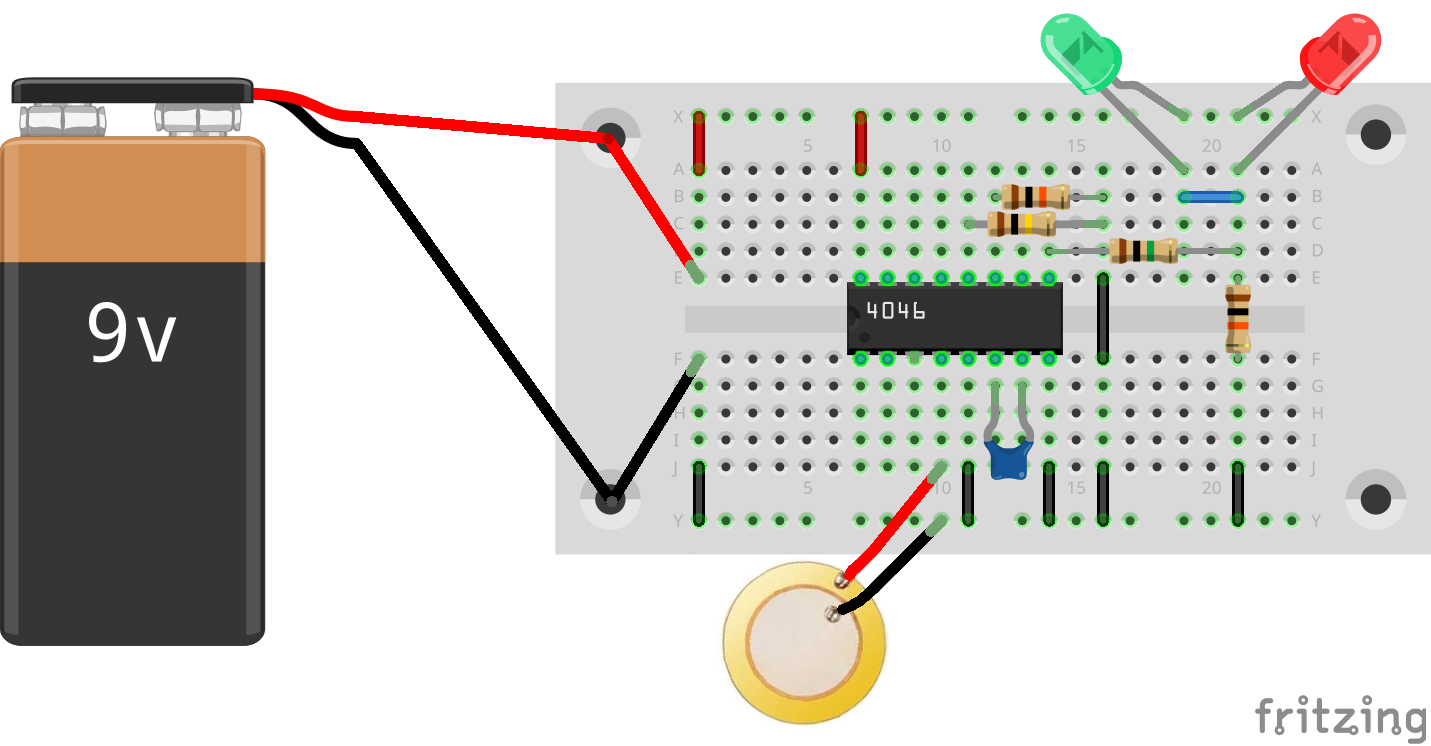 X 5 10 15 20 X
A A
B B
C C
D D
E E
9v
4046
F F
G G
H H
I I
J J
5 10 15 20
Y Y
fritzing